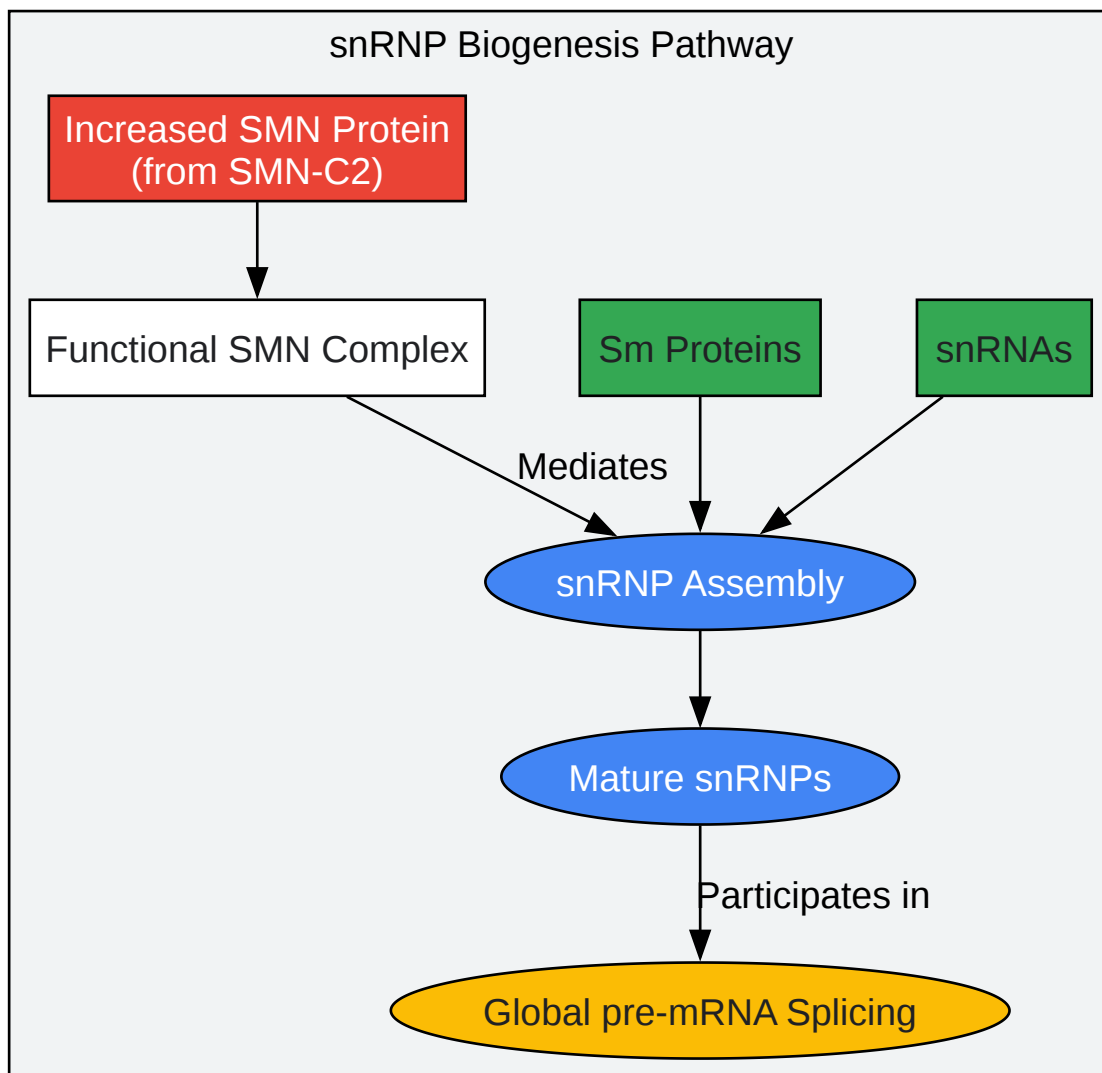 snRNP Biogenesis Pathway
Increased SMN Protein
(from SMN-C2)
Functional SMN Complex
Sm Proteins
snRNAs
Mediates
snRNP Assembly
Mature snRNPs
Participates in
Global pre-mRNA Splicing